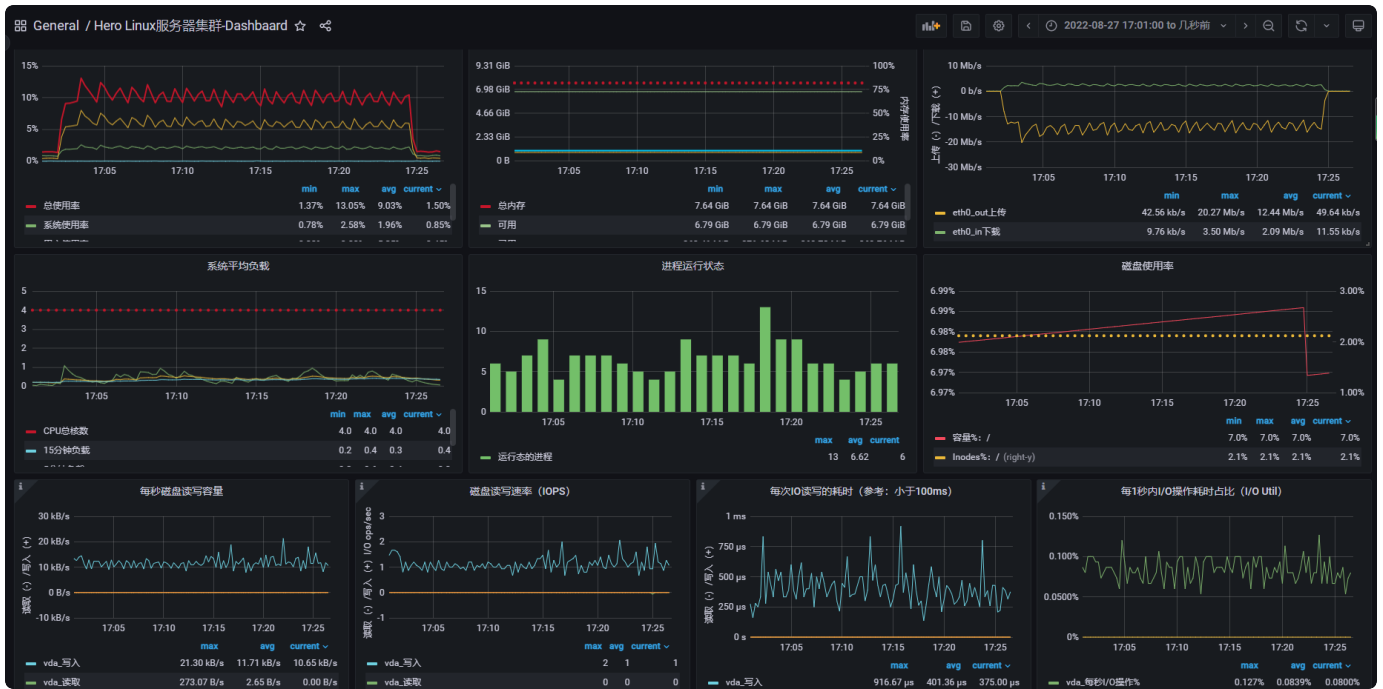 General / Hero Linux服务器集群-Dashbaard
2022-08-27 17:01:00 to 几秒前
15%
10%
5%
0%
17:05 17:10 17:15 17:20 17:25
min max avg current
总使用率 1.37% 13.05% 9.03% 1.50%
系统使用率 0.78% 2.58% 1.96% 0.85%
9.31 GiB 100%
6.98 GiB 75%
4.66 GiB 50%
2.33 GiB 25%
0 B 0%
内存使用率
17:05 17:10 17:15 17:20 17:25
min max avg current
总内存 7.64 GiB 7.64 GiB 7.64 GiB 7.64 GiB
可用 6.79 GiB 6.79 GiB 6.79 GiB 6.79 GiB
上传（-）/下载（+）
10 Mb/s
0 b/s
-10 Mb/s
-20 Mb/s
-30 Mb/s
17:05 17:10 17:15 17:20 17:25
min max avg current
eth0_out上传 42.56 kb/s 20.27 Mb/s 12.44 Mb/s 49.64 kb/s
eth0_in下载 9.76 kb/s 3.50 Mb/s 2.09 Mb/s 11.55 kb/s
系统平均负载
5
4
3
2
1
0
17:05 17:10 17:15 17:20 17:25
min max avg current
CPU总核数 4.0 4.0 4.0 4.0
15分钟负载 0.2 0.4 0.3 0.4
进程运行状态
15
10
5
0
17:05 17:10 17:15 17:20 17:25
max avg current
运行态的进程 13 6.62 6
磁盘使用率
6.99% 3.00%
6.99%
6.98% 2.00%
6.98%
6.97%
6.97% 1.00%
17:05 17:10 17:15 17:20 17:25
min max avg current
容量%：/ 7.0% 7.0% 7.0% 7.0%
Inodes%：/ (right-y) 2.1% 2.1% 2.1% 2.1%
每秒磁盘读写容量
读取（-）/写入（+）
30 kB/s
20 kB/s
10 kB/s
0 B/s
-10 kB/s
17:05 17:10 17:15 17:20 17:25
max avg current
vda_写入 21.30 kB/s 11.71 kB/s 10.65 kB/s
vda_读取 273.07 B/s 2.65 B/s 0.00 B/s
磁盘读写速率（IOPS）
读取（-）/写入（+）I/O ops/sec
3
2
1
0
-1
17:05 17:10 17:15 17:20 17:25
max avg current
vda_写入 2 1 1
vda_读取 0 0 0
每次IO读写的耗时（参考：小于100ms）
读取（-）/写入（+）
1 ms
750 µs
500 µs
250 µs
0 s
17:05 17:10 17:15 17:20 17:25
max avg current
vda_写入 916.67 µs 401.36 µs 375.00 µs
每1秒内I/O操作耗时占比（I/O Util）
0.150%
0.100%
0.0500%
0%
17:05 17:10 17:15 17:20 17:25
max avg current
vda_每秒I/O操作% 0.127% 0.0839% 0.0800%